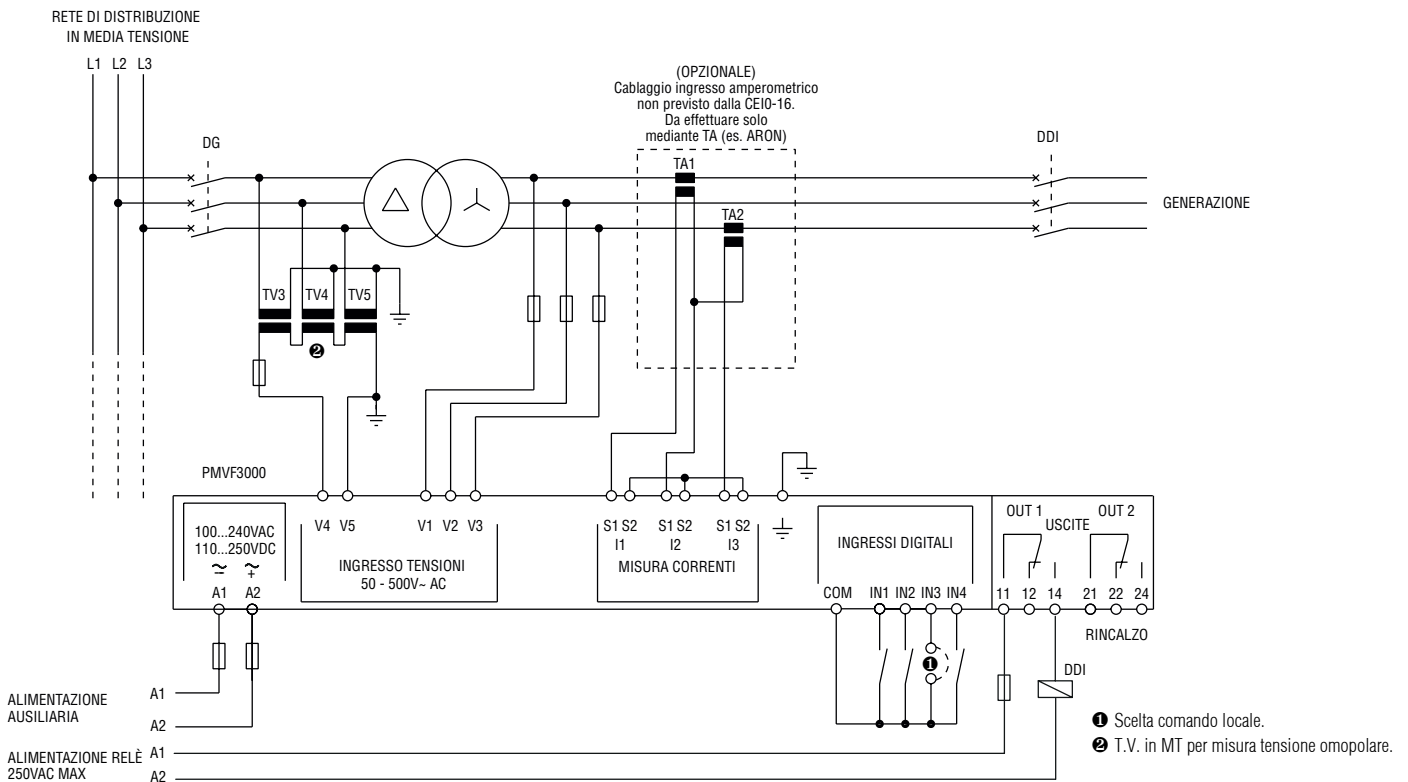 RETE DI DISTRIBUZIONE
IN MEDIA TENSIONE
L1 L2 L3
DG
(OPZIONALE)
Cablaggio ingresso amperometrico
non previsto dalla CEI0-16.
Da effettuare solo
mediante TA (es. ARON)
TA1
TA2
DDI
GENERAZIONE
TV3 TV4 TV5
❷
PMVF3000
100...240VAC
110...250VDC
A1 A2
V4 V5 V1 V2 V3
INGRESSO TENSIONI
50 - 500V~ AC
S1 S2 S1 S2 S1 S2
I1 I2 I3
MISURA CORRENTI
INGRESSI DIGITALI
COM IN1 IN2 IN3 IN4
OUT 1 OUT 2
USCITE
11 12 14 21 22 24
RINCALZO
❶
DDI
ALIMENTAZIONE
AUSILIARIA
A1
A2
ALIMENTAZIONE RELÈ
250VAC MAX
A1
A2
❶ Scelta comando locale.
❷ T.V. in MT per misura tensione omopolare.